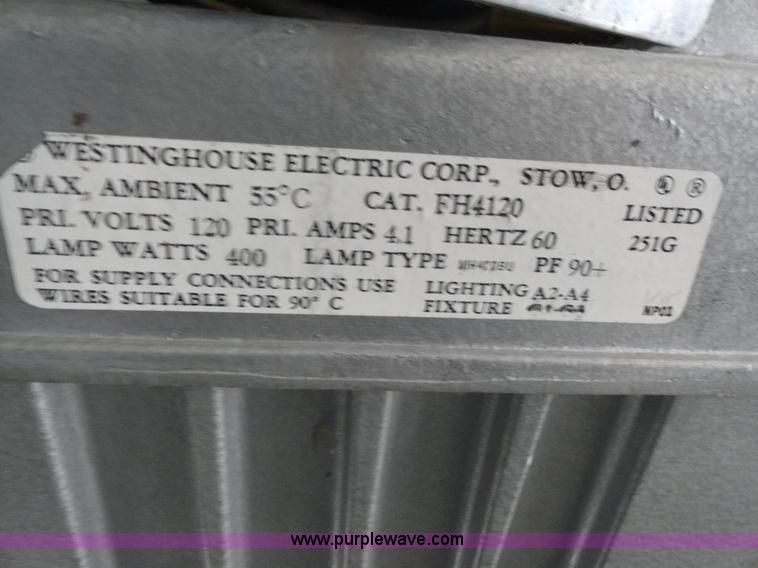 WESTINGHOUSE ELECTRIC CORP., STOW, O. UL ®
MAX. AMBIENT 55°C CAT. FH4120 LISTED
PRI. VOLTS 120 PRI. AMPS 4.1 HERTZ 60 251G
LAMP WATTS 400 LAMP TYPE PF 90+
FOR SUPPLY CONNECTIONS USE LIGHTING A2-A4
WIRES SUITABLE FOR 90° C FIXTURE NP02
www.purplewave.com